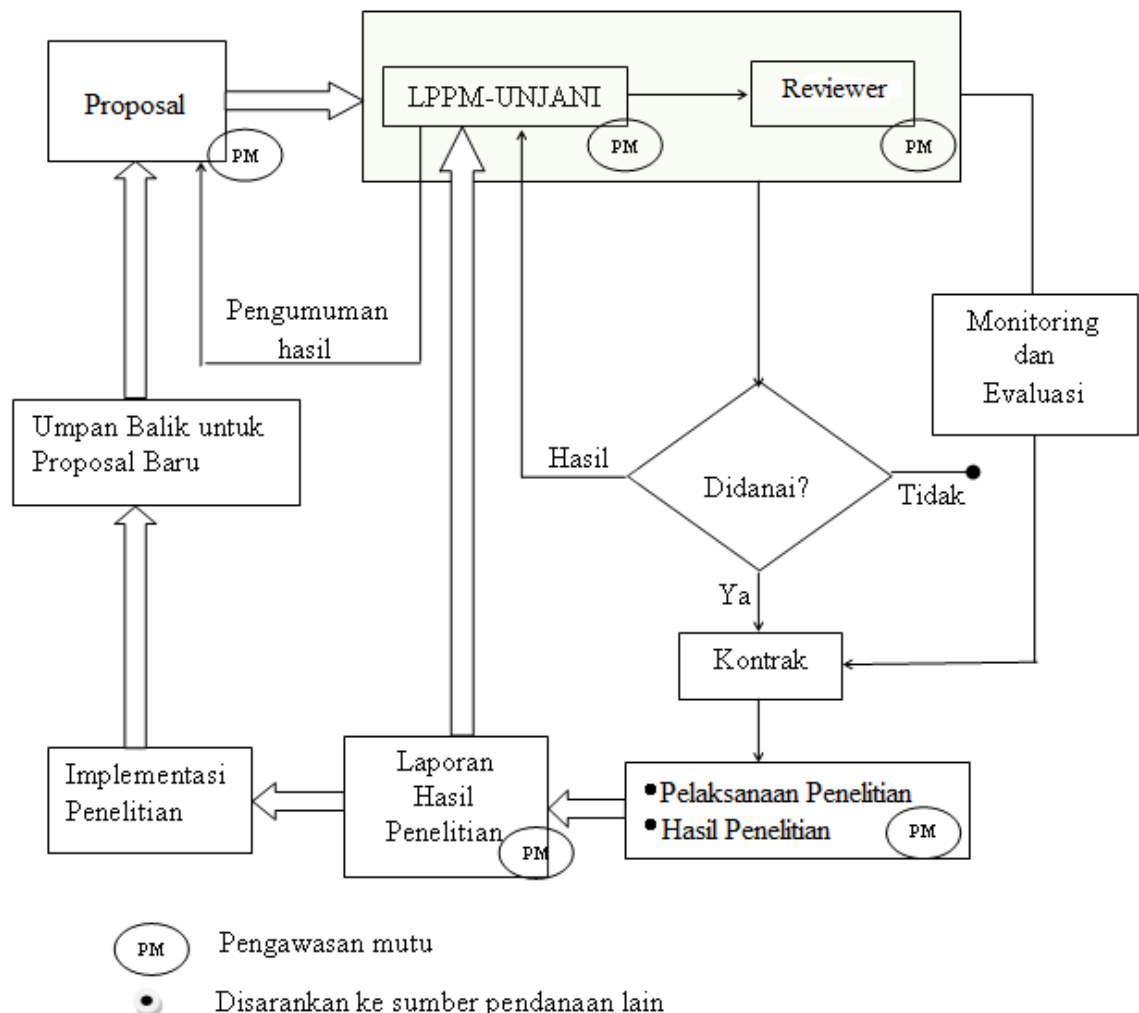 Proposal
PM
LPPM-UNJANI
PM
Reviewer
PM
Pengumuman
hasil
Monitoring
dan
Evaluasi
Umpan Balik untuk
Proposal Baru
Hasil
Didanai?
Tidak
Ya
Kontrak
Implementasi
Penelitian
Laporan
Hasil
Penelitian
PM
•Pelaksanaan Penelitian
•Hasil Penelitian
PM
PM Pengawasan mutu
Disarankan ke sumber pendanaan lain